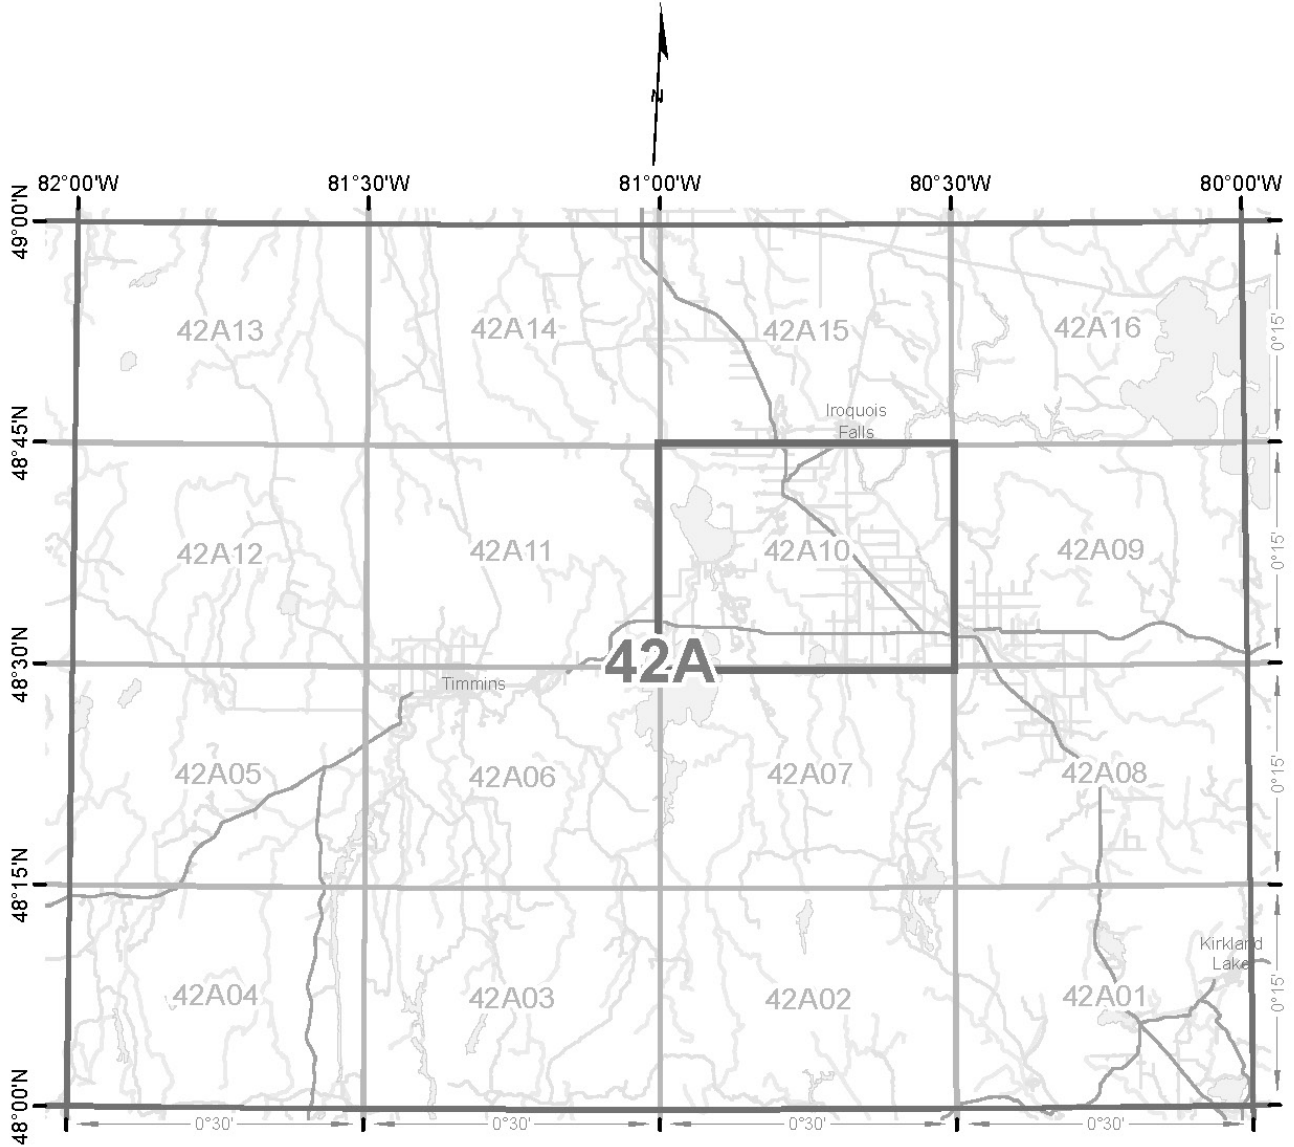 N
82°00'W 81°30'W 81°00'W 80°30'W 80°00'W
49°00'N
42A13 42A14 42A15 42A16
0°15'
Iroquois
Falls
48°45'N
42A12 42A11 42A10 42A09
0°15'
48°30'N
42A
Timmins
42A05 42A06 42A07 42A08
0°15'
48°15'N
Kirkland
Lake
42A04 42A03 42A02 42A01
0°15'
48°00'N
0°30' 0°30' 0°30' 0°30'